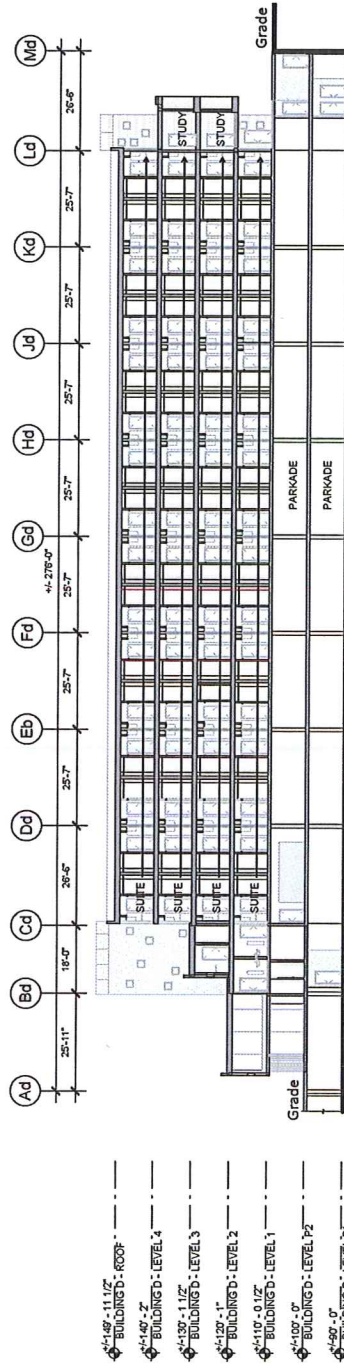 Ad Bd Cd Dd Eb Fd Gd Hd Jd Kd Ld Md
+/- 276'-0"
25'-11" 18'-0" 26'-6" 25'-7" 25'-7" 25'-7" 25'-7" 25'-7" 25'-7" 25'-7" 26'-6"
+/-149' - 11 1/2"
BUILDING D - ROOF
SUITE
+/-140' - 2"
BUILDING D - LEVEL 4
SUITE STUDY
+/-130' - 1 1/2"
BUILDING D - LEVEL 3
SUITE STUDY
+/-120' - 1"
BUILDING D - LEVEL 2
SUITE
+/-110' - 0 1/2"
BUILDING D - LEVEL 1
Grade
Grade
PARKADE
+/-100' - 0"
BUILDING D - LEVEL P2
PARKADE
+/-90' - 0"